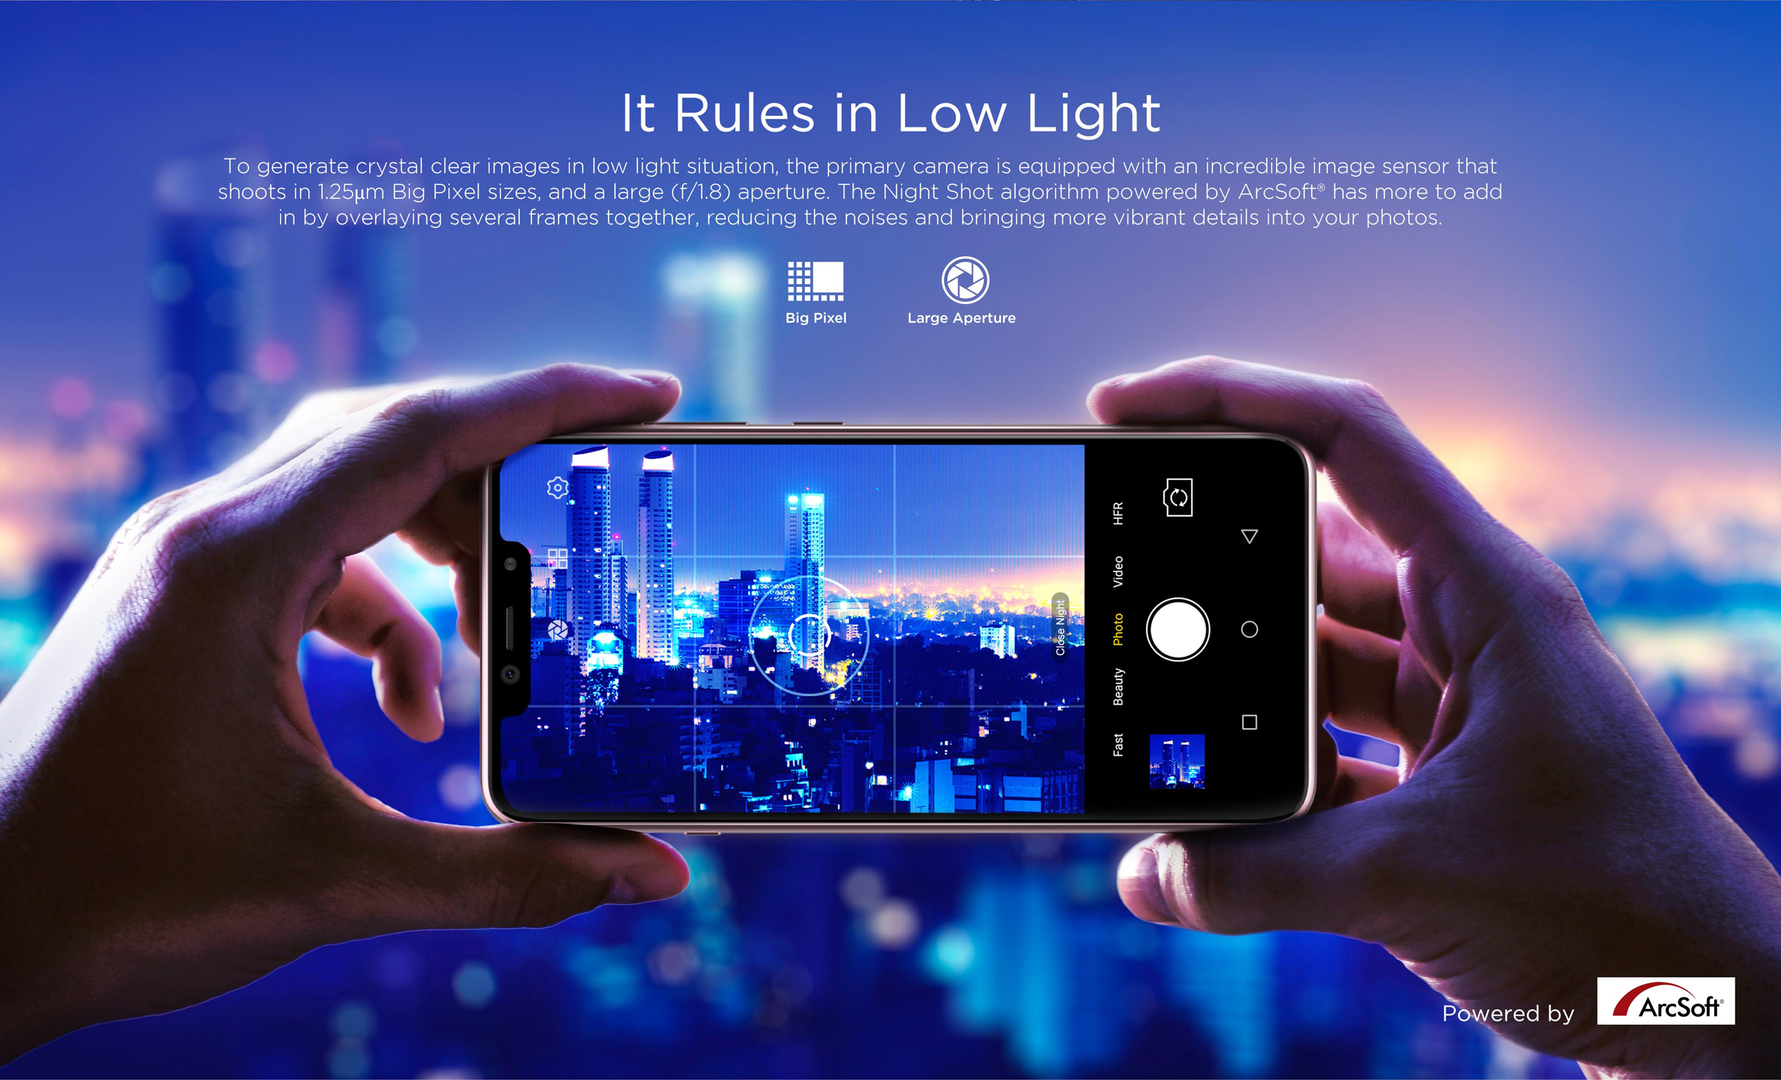 It Rules in Low Light
To generate crystal clear images in low light situation, the primary camera is equipped with an incredible image sensor that
shoots in 1.25μm Big Pixel sizes, and a large (f/1.8) aperture. The Night Shot algorithm powered by ArcSoft® has more to add
in by overlaying several frames together, reducing the noises and bringing more vibrant details into your photos.
Big Pixel
Large Aperture
Close Night
HFR
Video
Photo
Beauty
Fast
Powered by
ArcSoft®